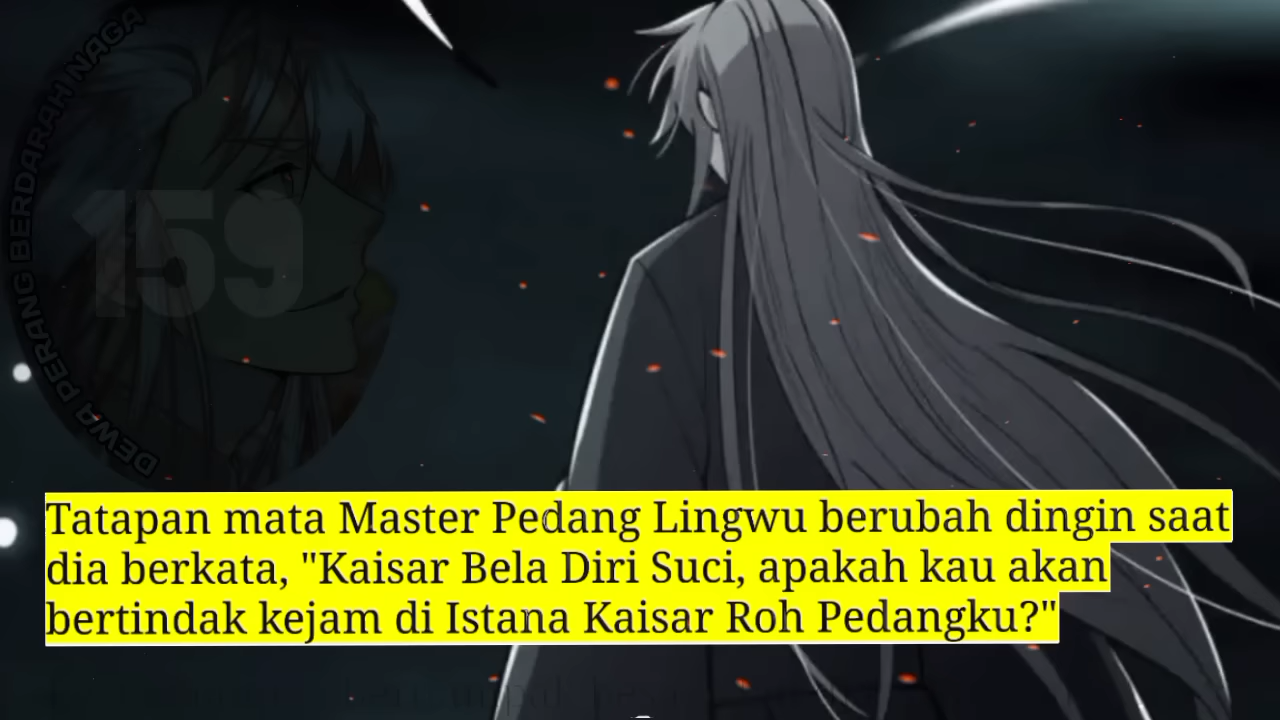 DEWA PERANG BERDARAH NAGA
159
Tatapan mata Master Pedang Lingwu berubah dingin saat
dia berkata, "Kaisar Bela Diri Suci, apakah kau akan
bertindak kejam di Istana Kaisar Roh Pedangku?"